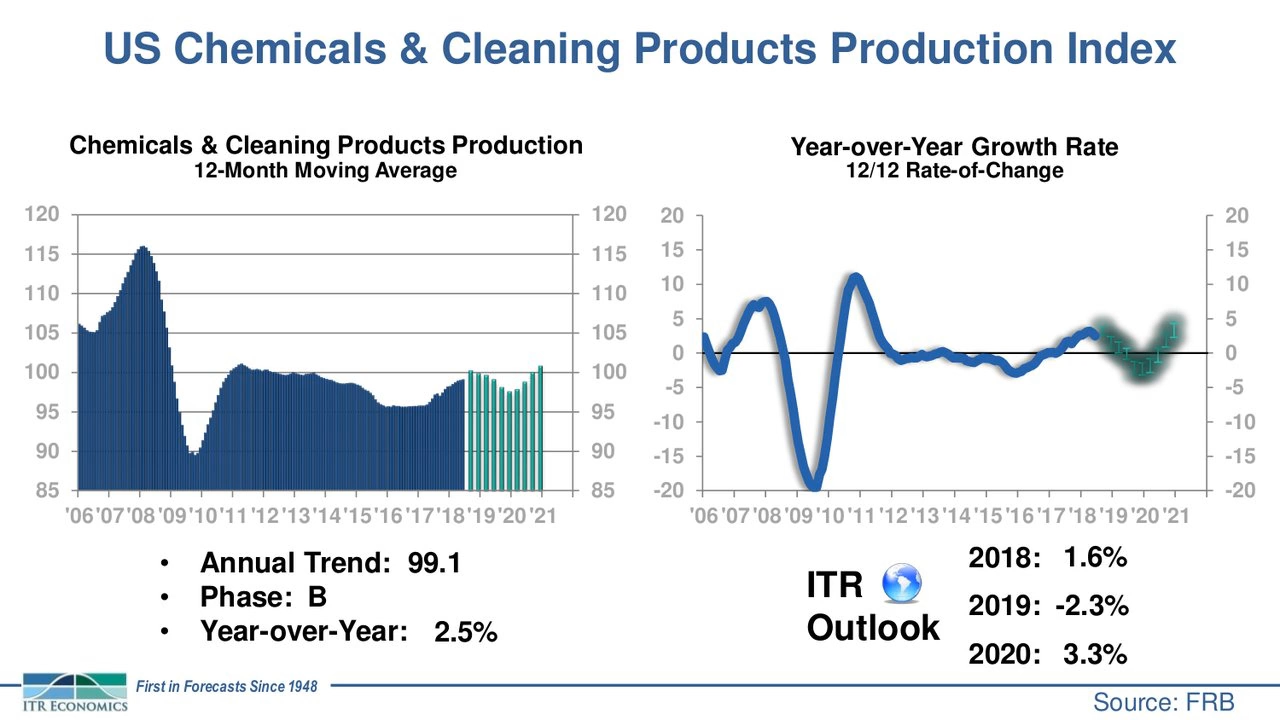 US Chemicals & Cleaning Products Production Index
Chemicals & Cleaning Products Production
12-Month Moving Average
120
115
110
105
100
95
90
85
120
115
110
105
100
95
90
85
'06 '07 '08 '09 '10 '11 '12 '13 '14 '15 '16 '17 '18 '19 '20 '21
Year-over-Year Growth Rate
12/12 Rate-of-Change
20
15
10
5
0
-5
-10
-15
-20
20
15
10
5
0
-5
-10
-15
-20
'06 '07 '08 '09 '10 '11 '12 '13 '14 '15 '16 '17 '18 '19 '20 '21
• Annual Trend: 99.1
• Phase: B
• Year-over-Year: 2.5%
ITR
Outlook
2018: 1.6%
2019: -2.3%
2020: 3.3%
ITR ECONOMICS
First in Forecasts Since 1948
Source: FRB